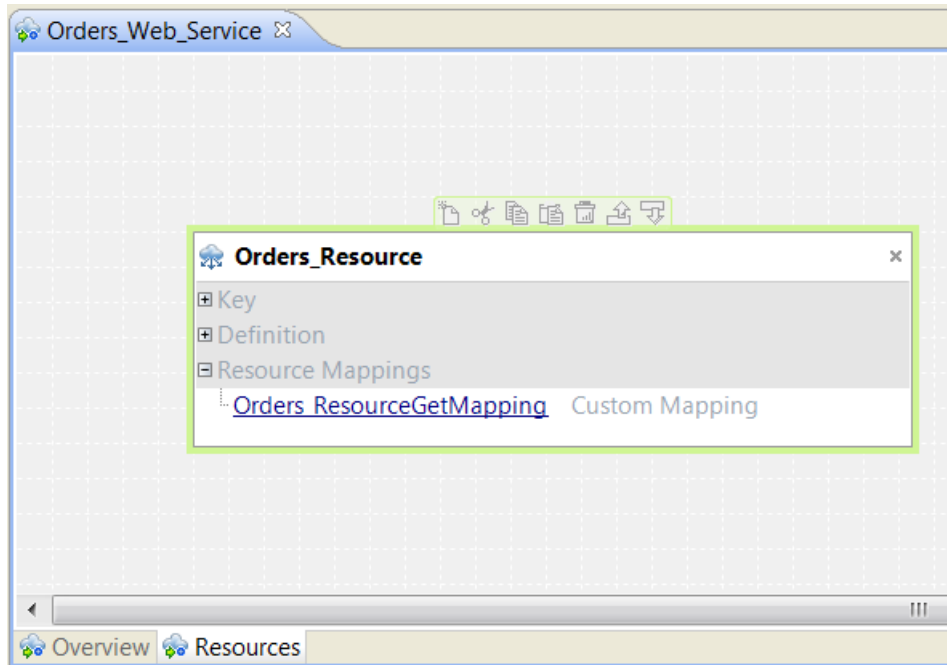 Orders_Web_Service
Orders_Resource
Key
Definition
Resource Mappings
Orders_ResourceGetMapping Custom Mapping
Overview Resources